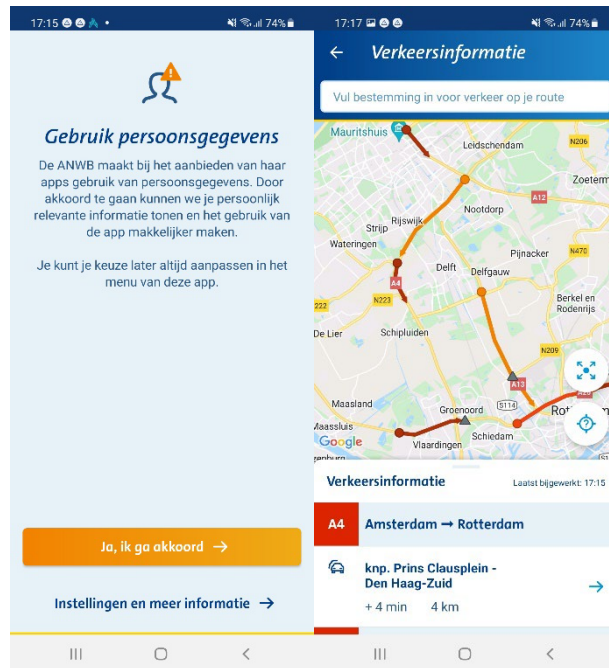 17:15
74%
Gebruik persoonsgegevens
De ANWB maakt bij het aanbieden van haar
apps gebruik van persoonsgegevens. Door
akkoord te gaan kunnen we je persoonlijk
relevante informatie tonen en het gebruik van
de app makkelijker maken.
Je kunt je keuze later altijd aanpassen in het
menu van deze app.
Ja, ik ga akkoord →
Instellingen en meer informatie →
17:17
74%
← Verkeersinformatie
Vul bestemming in voor verkeer op je route
Mauritshuis
Leidschendam
N206
Zoeterm
A12
Nootdorp
Rijswijk
Strijp
Wateringen
Pijnacker
N470
Delft
Delfgauw
A4
N223
222
Berkel en
Rodenrijs
De Lier
Schipluiden
N209
A13
A20
Maasland
Groenoord
S114
Rot
Maassluis
Schiedam
Google
Vlaardingen
Verkeersinformatie
Laatst bijgewerkt: 17:15
A4
Amsterdam → Rotterdam
knp. Prins Clausplein -
Den Haag-Zuid
+ 4 min 4 km